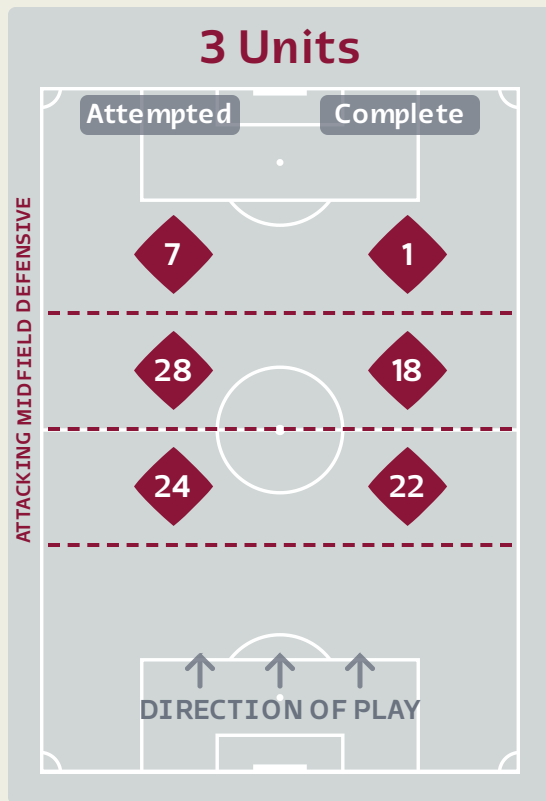 3 Units
Attempted
Complete
ATTACKING MIDFIELD DEFENSIVE
7
1
28
18
24
22
DIRECTION OF PLAY